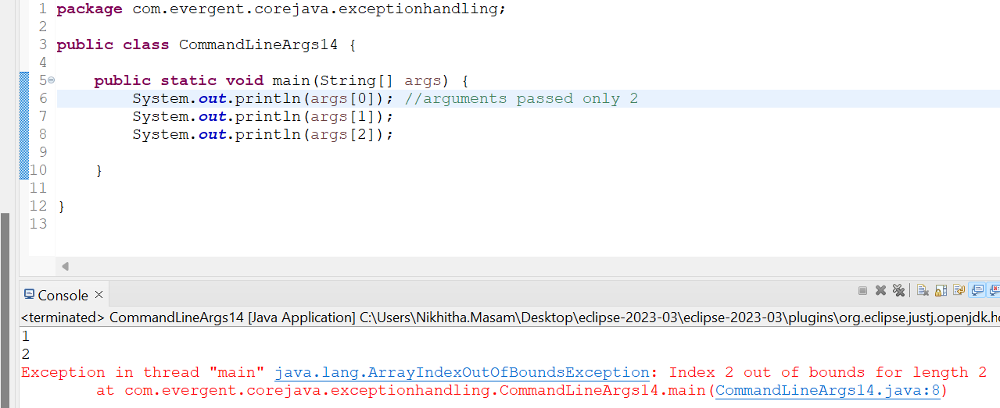 1 package com.evergent.corejava.exceptionhandling;
2
3 public class CommandLineArgs14 {
4
5 public static void main(String[] args) {
6 System.out.println(args[0]); //arguments passed only 2
7 System.out.println(args[1]);
8 System.out.println(args[2]);
9
10 }
11
12 }
13
Console ×
<terminated> CommandLineArgs14 [Java Application] C:\Users\Nikhitha.Masam\Desktop\eclipse-2023-03\eclipse-2023-03\plugins\org.eclipse.justj.openjdk.ho
1
2
Exception in thread "main" java.lang.ArrayIndexOutOfBoundsException: Index 2 out of bounds for length 2
at com.evergent.corejava.exceptionhandling.CommandLineArgs14.main(CommandLineArgs14.java:8)